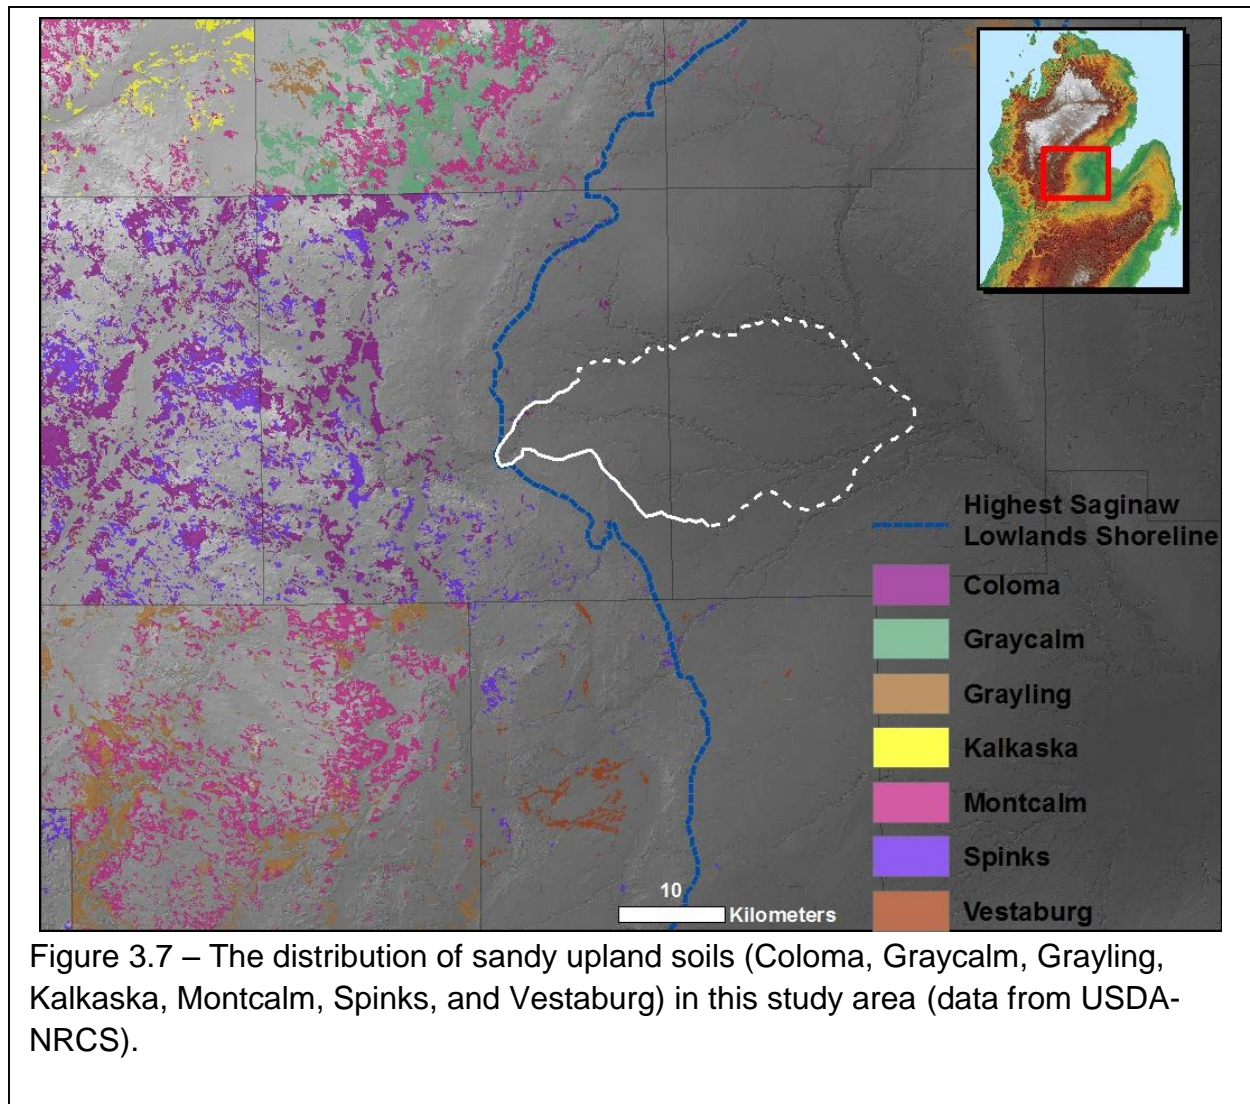 Highest Saginaw
Lowlands Shoreline
Coloma
Graycalm
Grayling
Kalkaska
Montcalm
Spinks
Vestaburg
10
Kilometers
Figure 3.7 – The distribution of sandy upland soils (Coloma, Graycalm, Grayling,
Kalkaska, Montcalm, Spinks, and Vestaburg) in this study area (data from USDA-
NRCS).